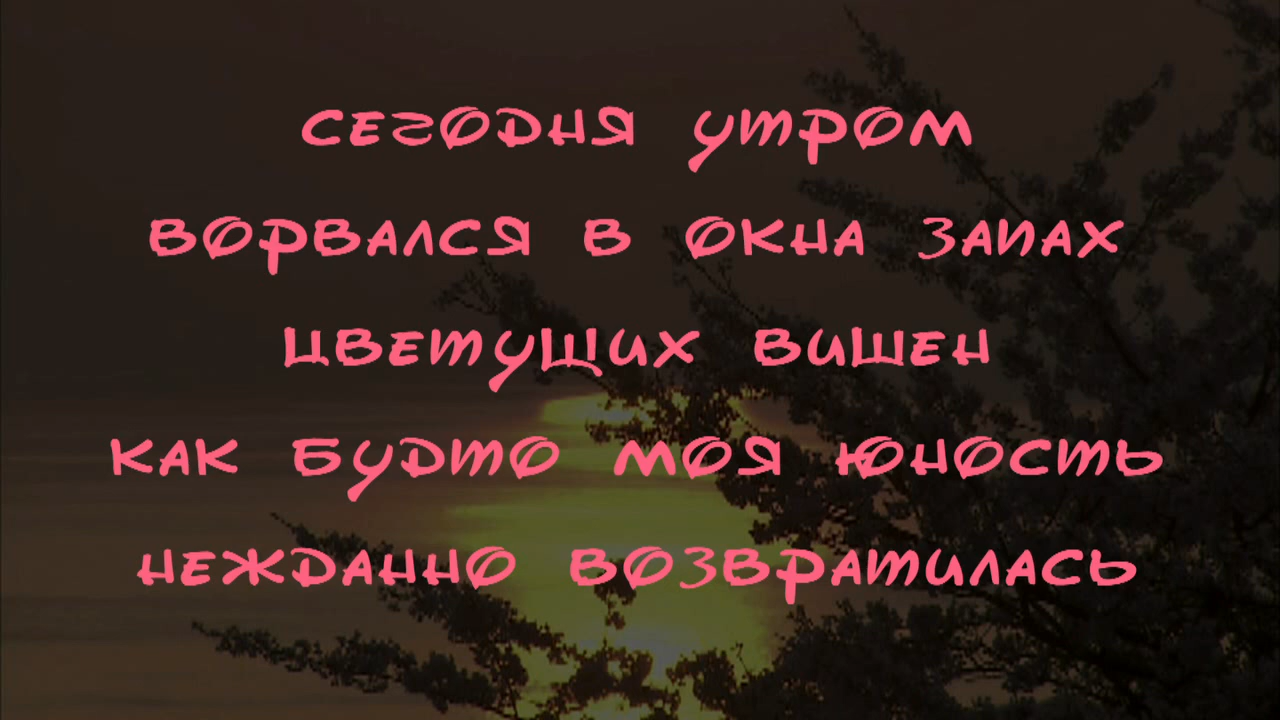 СЕГОДНЯ УТРОМ
ВОРВАЛСЯ В ОКНА ЗАПАХ
ЦВЕТУЩИХ ВИШЕН
КАК БУДТО МОЯ ЮНОСТЬ
НЕЖДАННО ВОЗВРАТИЛАСЬ